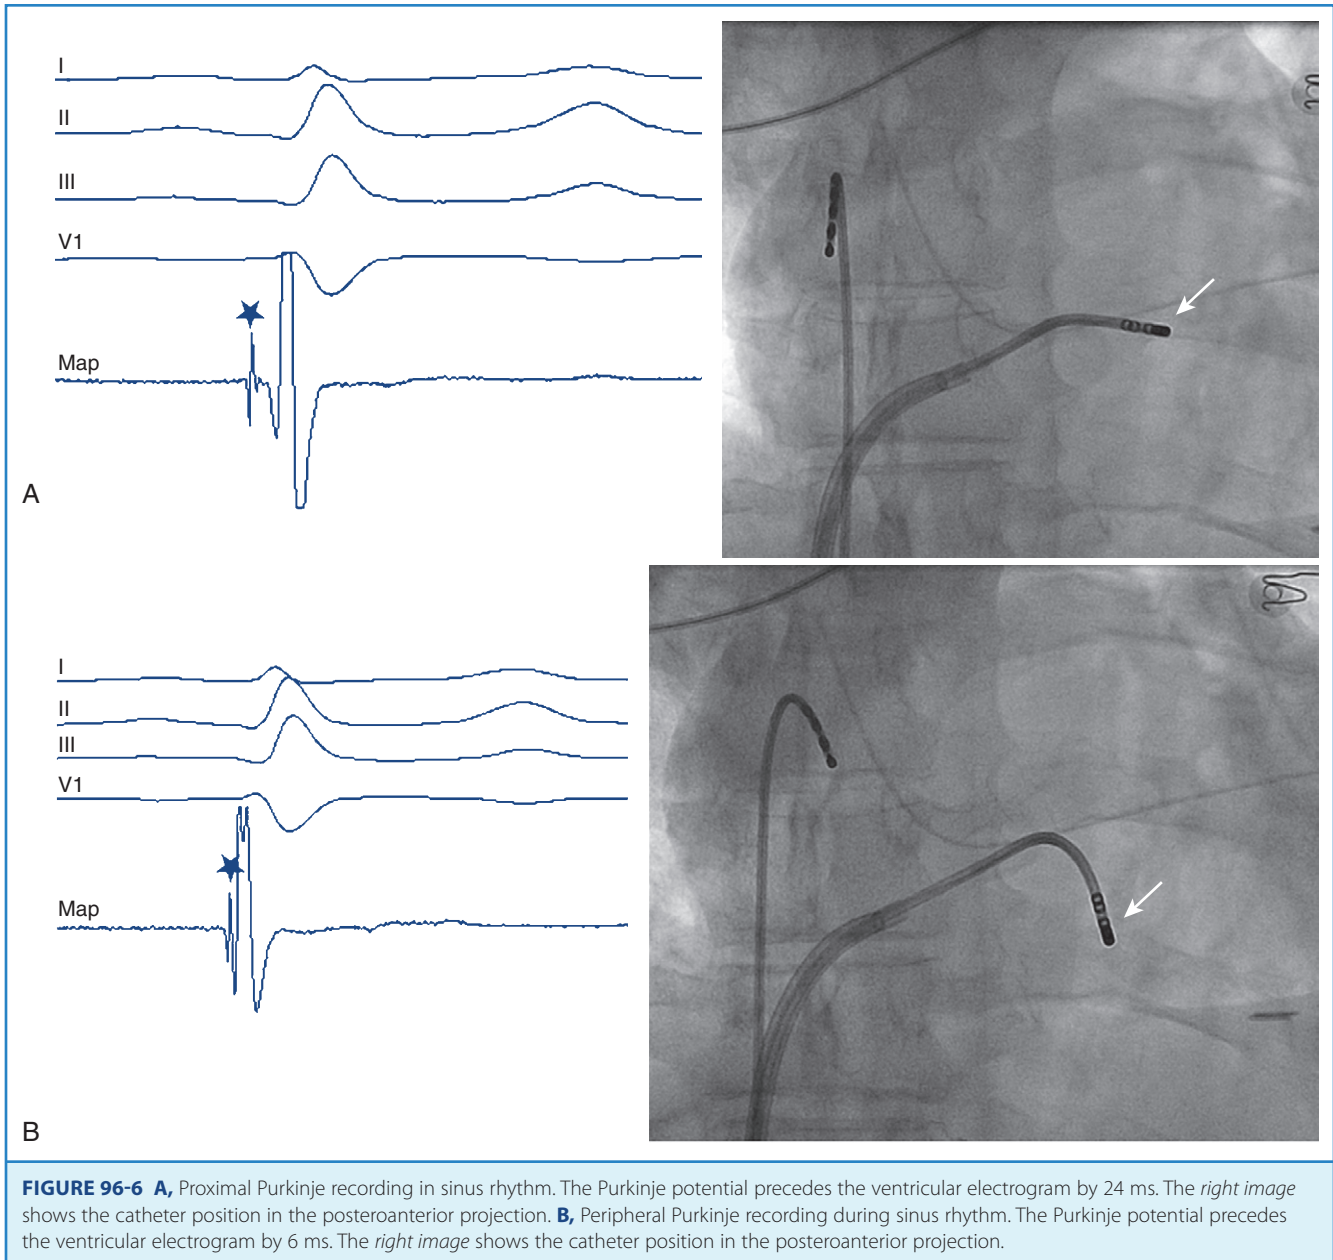 I
II
III
V1
Map
A
I
II
III
V1
Map
B
FIGURE 96-6 A, Proximal Purkinje recording in sinus rhythm. The Purkinje potential precedes the ventricular electrogram by 24 ms. The right image
shows the catheter position in the posteroanterior projection. B, Peripheral Purkinje recording during sinus rhythm. The Purkinje potential precedes
the ventricular electrogram by 6 ms. The right image shows the catheter position in the posteroanterior projection.